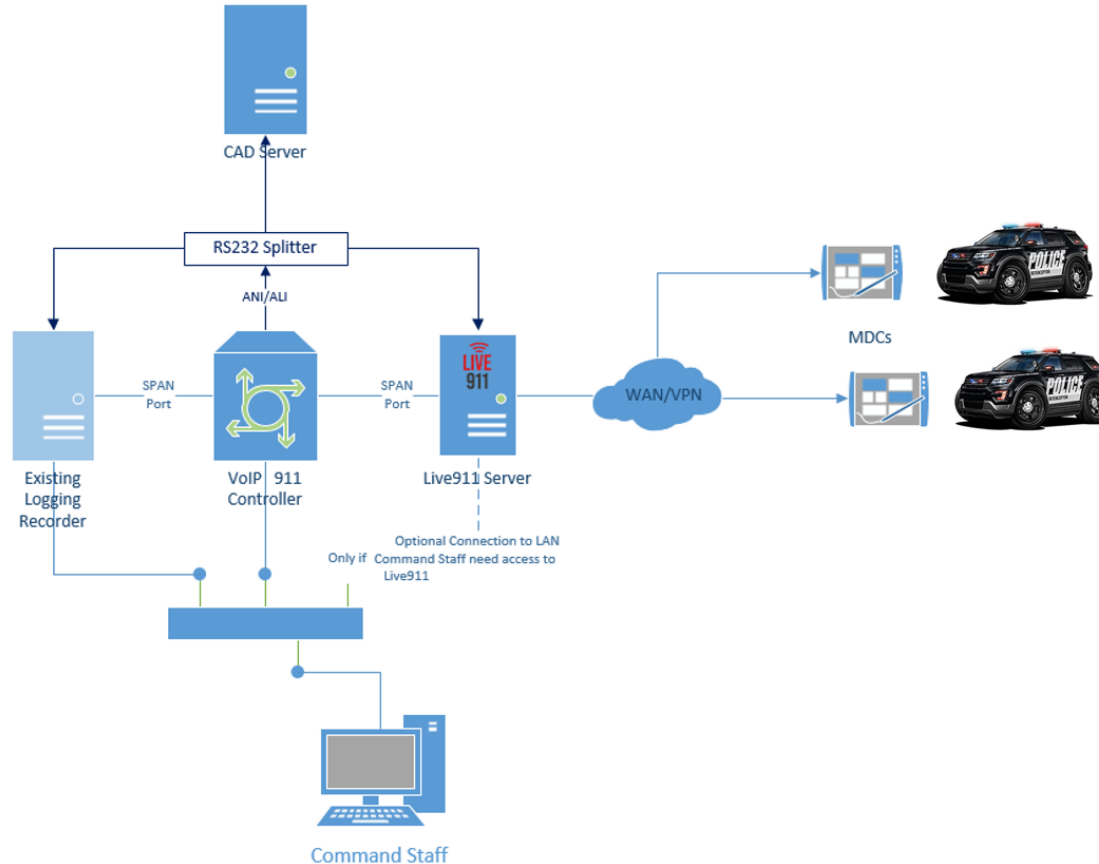 CAD Server
RS232 Splitter
ANI/ALI
LIVE
911
SPAN
Port
SPAN
Port
WAN/VPN
MDCs
POLICE
INTERCEPTOR
POLICE
INTERCEPTOR
Existing
Logging
Recorder
VoIP 911
Controller
Live911 Server
Optional Connection to LAN
Only if Command Staff need access to
Live911
Command Staff